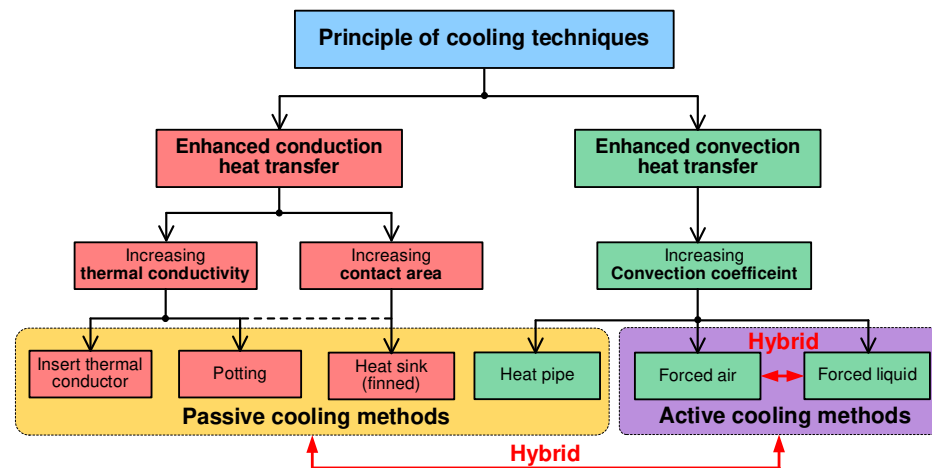 Principle of cooling techniques
Enhanced conduction
heat transfer
Enhanced convection
heat transfer
Increasing
thermal conductivity
Increasing
contact area
Increasing
Convection coefficeint
Insert thermal
conductor
Potting
Heat sink
(finned)
Heat pipe
Hybrid
Forced air
Forced liquid
Passive cooling methods
Active cooling methods
Hybrid